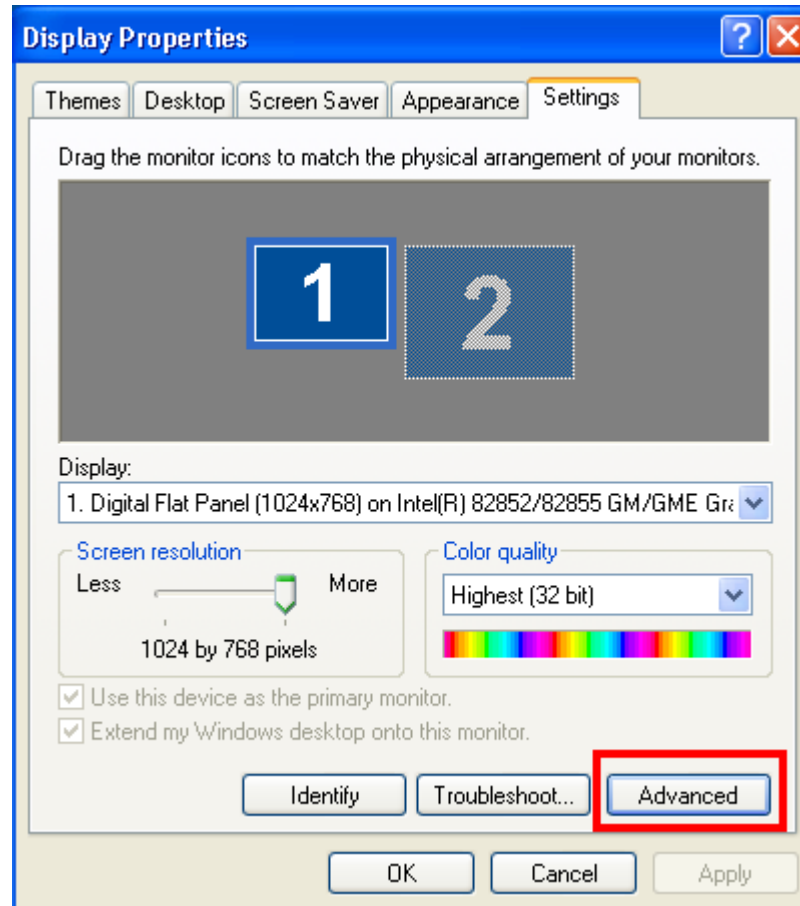 Display Properties
?
Themes Desktop Screen Saver Appearance Settings
Drag the monitor icons to match the physical arrangement of your monitors.
1
2
Display:
1. Digital Flat Panel (1024x768) on Intel(R) 82852/82855 GM/GME Gra
Screen resolution
Less More
1024 by 768 pixels
Color quality
Highest (32 bit)
Use this device as the primary monitor.
Extend my Windows desktop onto this monitor.
Identify Troubleshoot... Advanced
OK Cancel Apply